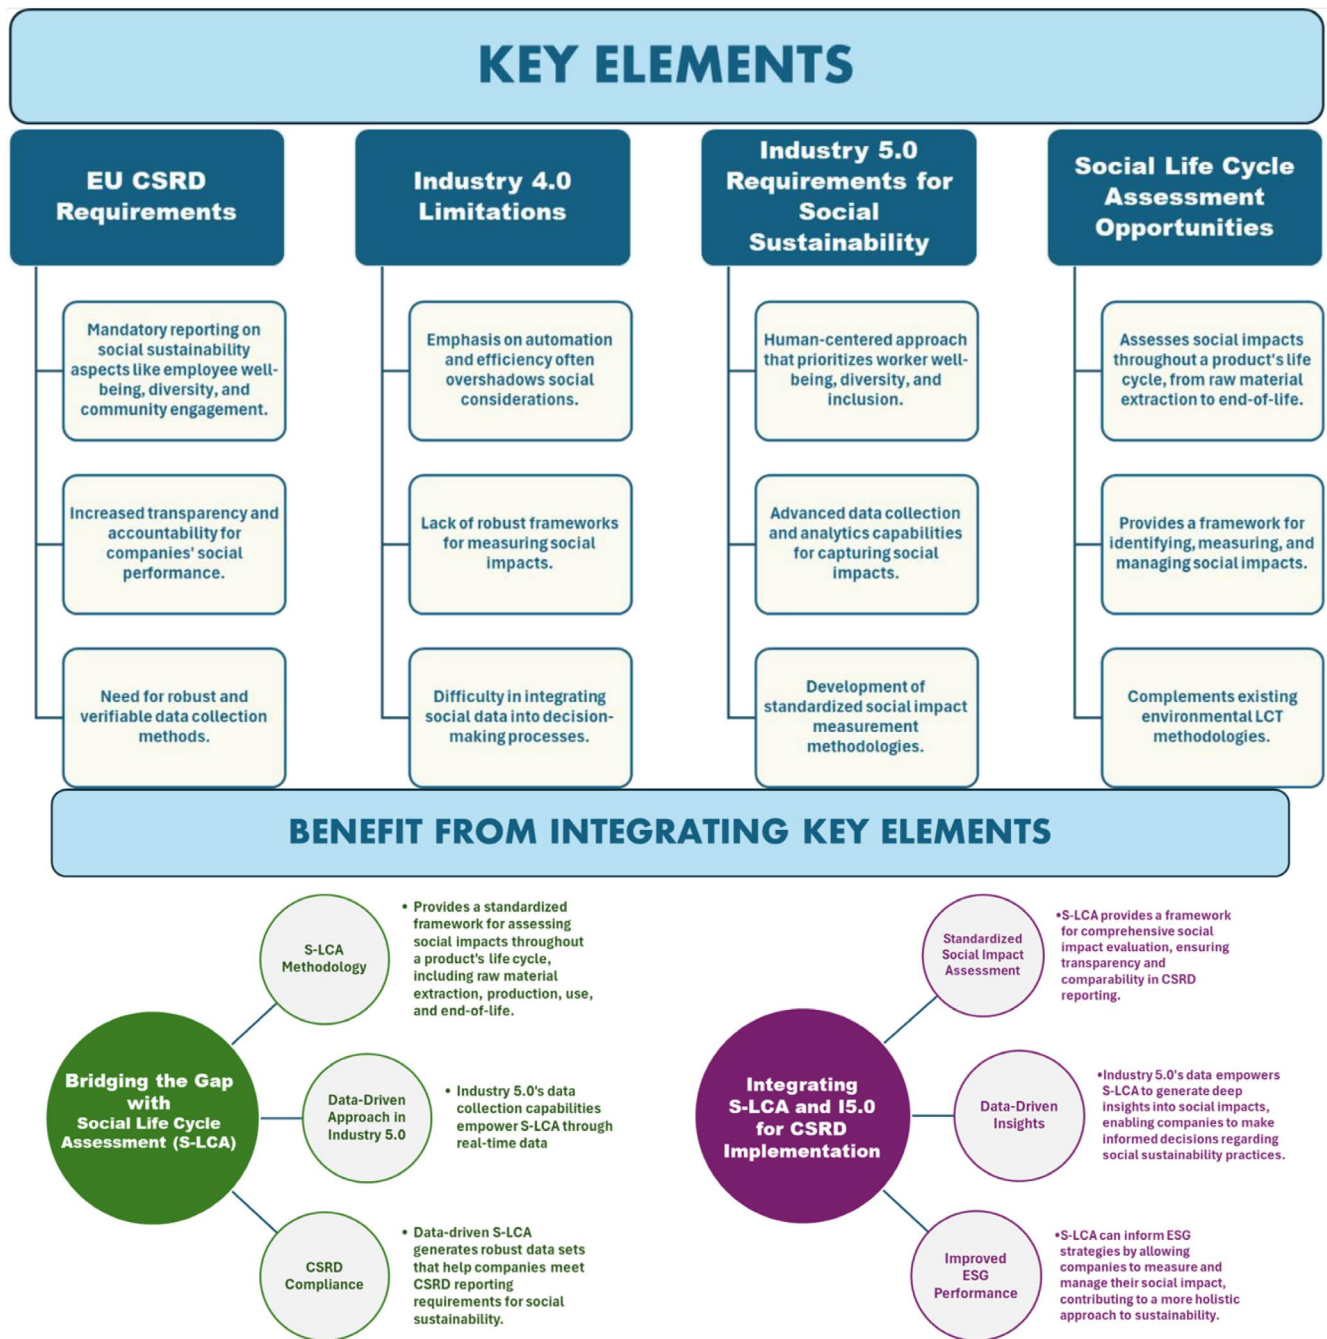 KEY ELEMENTS
EU CSRD
Requirements
Mandatory reporting on
social sustainability
aspects like employee well-
being, diversity, and
community engagement.
Increased transparency and
accountability for
companies' social
performance.
Need for robust and
verifiable data collection
methods.
Industry 4.0
Limitations
Emphasis on automation
and efficiency often
overshadows social
considerations.
Lack of robust frameworks
for measuring social
impacts.
Difficulty in integrating
social data into decision-
making processes.
Industry 5.0
Requirements for
Social
Sustainability
Human-centered approach
that prioritizes worker well-
being, diversity, and
inclusion.
Advanced data collection
and analytics capabilities
for capturing social
impacts.
Development of
standardized social impact
measurement
methodologies.
Social Life Cycle
Assessment
Opportunities
Assesses social impacts
throughout a product's life
cycle, from raw material
extraction to end-of-life.
Provides a framework for
identifying, measuring, and
managing social impacts.
Complements existing
environmental LCT
methodologies.
BENEFIT FROM INTEGRATING KEY ELEMENTS
Bridging the Gap
with
Social Life Cycle
Assessment (S-LCA)
S-LCA
Methodology
• Provides a standardized
framework for assessing
social impacts throughout
a product's life cycle,
including raw material
extraction, production, use,
and end-of-life.
Data-Driven
Approach in
Industry 5.0
• Industry 5.0's data
collection capabilities
empower S-LCA through
real-time data
CSRD
Compliance
• Data-driven S-LCA
generates robust data sets
that help companies meet
CSRD reporting
requirements for social
sustainability.
Integrating
S-LCA and I5.0
for CSRD
Implementation
Standardized
Social Impact
Assessment
•S-LCA provides a framework
for comprehensive social
impact evaluation, ensuring
transparency and
comparability in CSRD
reporting.
Data-Driven
Insights
•Industry 5.0's data empowers
S-LCA to generate deep
insights into social impacts,
enabling companies to make
informed decisions regarding
social sustainability practices.
Improved
ESG
Performance
•S-LCA can inform ESG
strategies by allowing
companies to measure and
manage their social impact,
contributing to a more holistic
approach to sustainability.